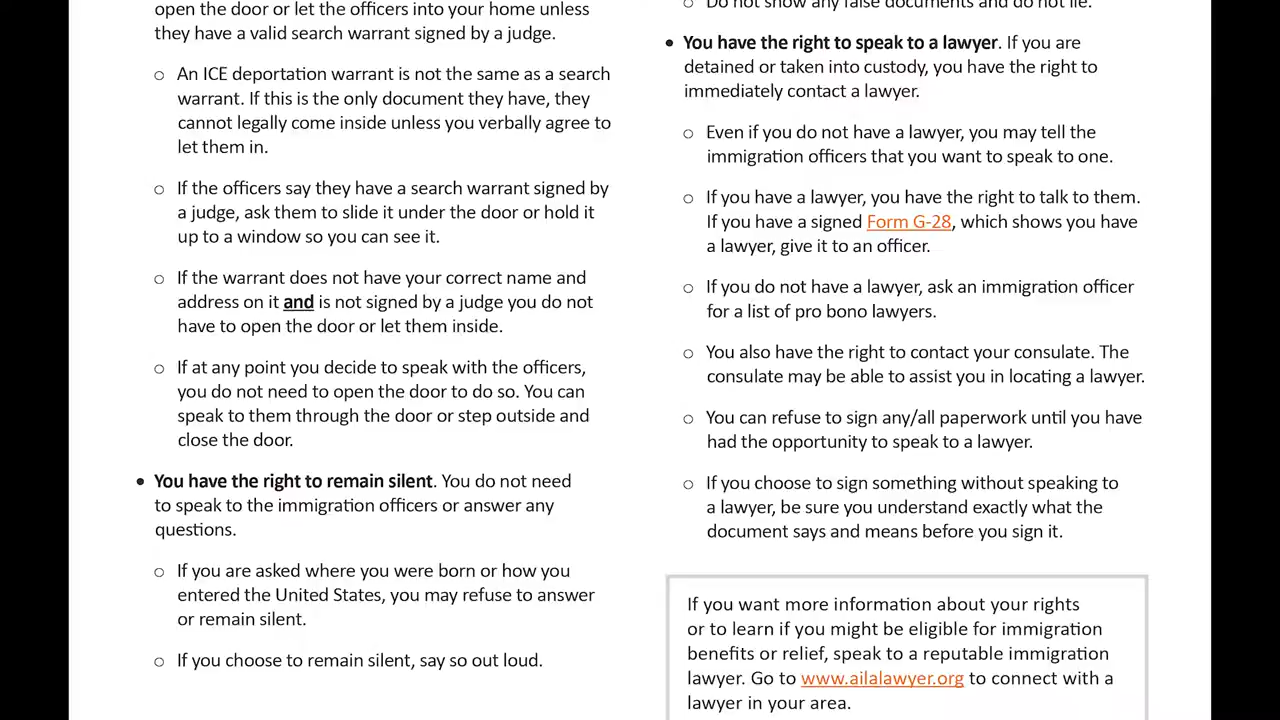 open the door or let the officers into your home unless
they have a valid search warrant signed by a judge.
○ An ICE deportation warrant is not the same as a search
warrant. If this is the only document they have, they
cannot legally come inside unless you verbally agree to
let them in.
○ If the officers say they have a search warrant signed by
a judge, ask them to slide it under the door or hold it
up to a window so you can see it.
○ If the warrant does not have your correct name and
address on it and is not signed by a judge you do not
have to open the door or let them inside.
○ If at any point you decide to speak with the officers,
you do not need to open the door to do so. You can
speak to them through the door or step outside and
close the door.
• You have the right to remain silent. You do not need
to speak to the immigration officers or answer any
questions.
○ If you are asked where you were born or how you
entered the United States, you may refuse to answer
or remain silent.
○ If you choose to remain silent, say so out loud.
○ Do not show any false documents and do not lie.
• You have the right to speak to a lawyer. If you are
detained or taken into custody, you have the right to
immediately contact a lawyer.
○ Even if you do not have a lawyer, you may tell the
immigration officers that you want to speak to one.
○ If you have a lawyer, you have the right to talk to them.
If you have a signed Form G-28, which shows you have
a lawyer, give it to an officer.
○ If you do not have a lawyer, ask an immigration officer
for a list of pro bono lawyers.
○ You also have the right to contact your consulate. The
consulate may be able to assist you in locating a lawyer.
○ You can refuse to sign any/all paperwork until you have
had the opportunity to speak to a lawyer.
○ If you choose to sign something without speaking to
a lawyer, be sure you understand exactly what the
document says and means before you sign it.
If you want more information about your rights
or to learn if you might be eligible for immigration
benefits or relief, speak to a reputable immigration
lawyer. Go to www.ailalawyer.org to connect with a
lawyer in your area.